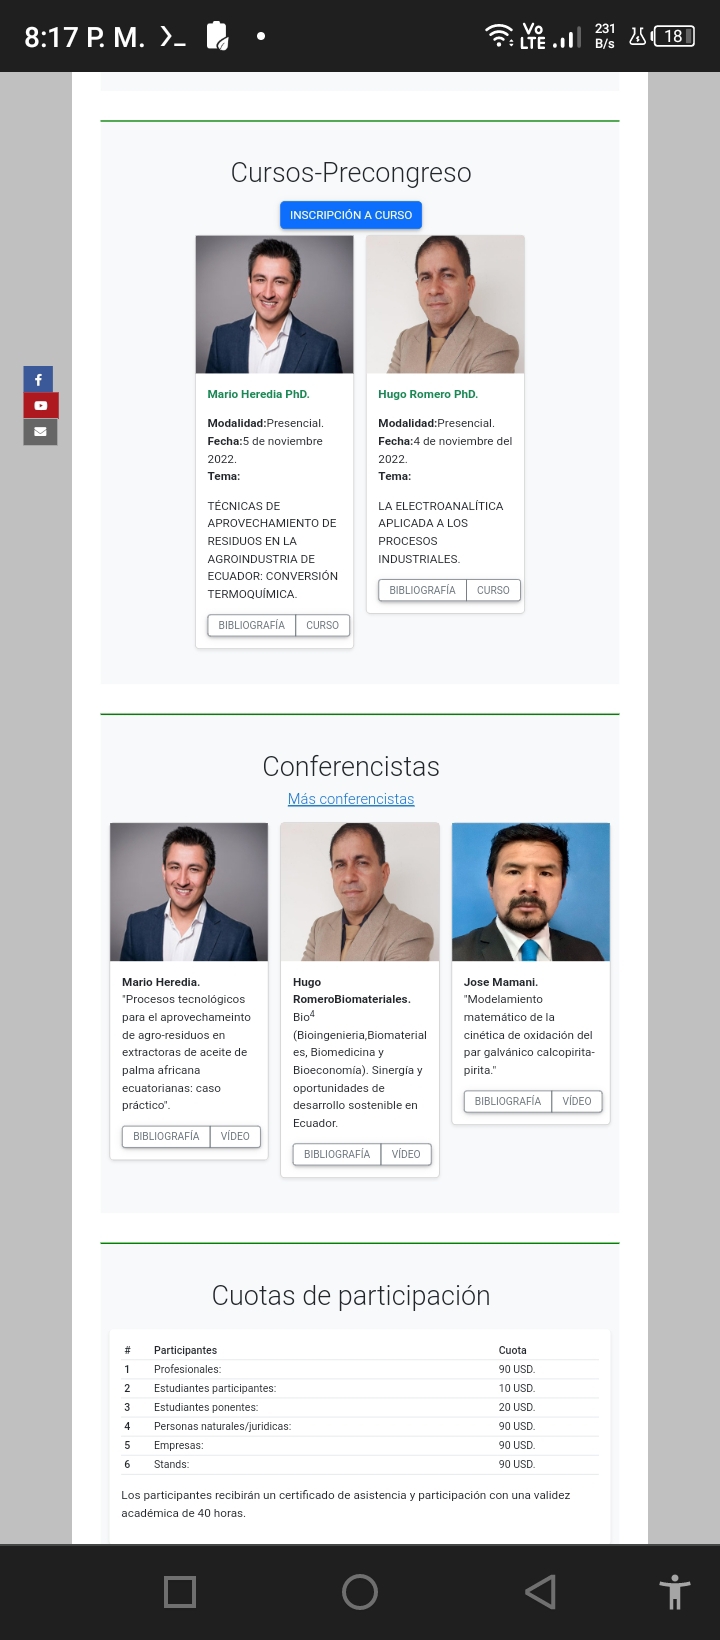 8:17 P. M.
Vo
LTE
231
B/s
18
Cursos-Precongreso
INSCRIPCIÓN A CURSO
Mario Heredia PhD.
Modalidad:Presencial.
Fecha:5 de noviembre
2022.
Tema:
TÉCNICAS DE
APROVECHAMIENTO DE
RESIDUOS EN LA
AGROINDUSTRIA DE
ECUADOR: CONVERSIÓN
TERMOQUÍMICA.
BIBLIOGRAFÍA
CURSO
Hugo Romero PhD.
Modalidad:Presencial.
Fecha:4 de noviembre del
2022.
Tema:
LA ELECTROANALÍTICA
APLICADA A LOS
PROCESOS
INDUSTRIALES.
BIBLIOGRAFÍA
CURSO
Conferencistas
Más conferencistas
Mario Heredia.
"Procesos tecnológicos
para el aprovechameinto
de agro-residuos en
extractoras de aceite de
palma africana
ecuatorianas: caso
práctico".
BIBLIOGRAFÍA
VÍDEO
Hugo
RomeroBiomateriales.
Bio⁴
(Bioingenieria,Biomaterial
es, Biomedicina y
Bioeconomía). Sinergía y
oportunidades de
desarrollo sostenible en
Ecuador.
BIBLIOGRAFÍA
VÍDEO
Jose Mamani.
"Modelamiento
matemático de la
cinética de oxidación del
par galvánico calcopirita-
pirita."
BIBLIOGRAFÍA
VÍDEO
Cuotas de participación
# Participantes Cuota
1 Profesionales: 90 USD.
2 Estudiantes participantes: 10 USD.
3 Estudiantes ponentes: 20 USD.
4 Personas naturales/juridicas: 90 USD.
5 Empresas: 90 USD.
6 Stands: 90 USD.
Los participantes recibirán un certificado de asistencia y participación con una validez
académica de 40 horas.